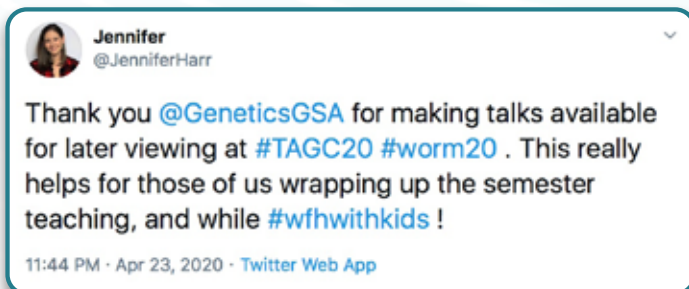 Jennifer
@JenniferHarr
Thank you @GeneticsGSA for making talks available
for later viewing at #TAGC20 #worm20 . This really
helps for those of us wrapping up the semester
teaching, and while #wfhwithkids !
11:44 PM · Apr 23, 2020 · Twitter Web App